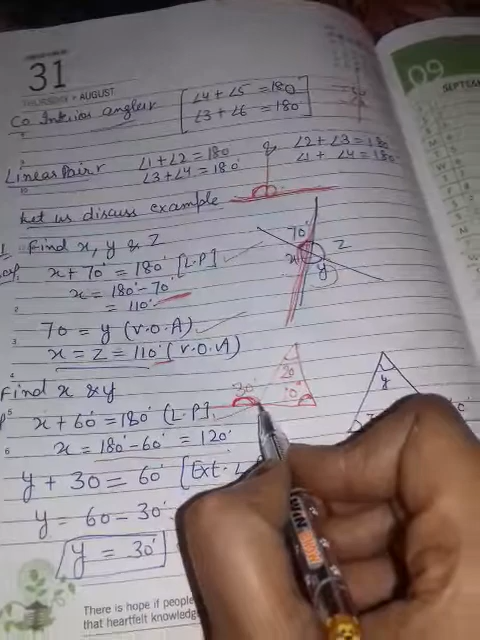 31
THURSDAY • AUGUST
09
SEPTEMBER
Co Interior angles
∠4 + ∠5 = 180
∠3 + ∠6 = 180
Linear Pair
∠1 + ∠2 = 180
∠3 + ∠4 = 180
∠2 + ∠3 = 180
∠1 + ∠4 = 180
Let us discuss example
1 Find x, y & z
x + 70° = 180° [L.P]
x = 180° - 70°
= 110°
70 = y (V.O.A)
x = z = 110° (V.O.A)
70°
x
z
y
Find x & y
x + 60° = 180° (L.P)
x = 180° - 60° = 120°
y + 30 = 60° [Ext. ∠
y = 60 - 30°
y = 30°
30°
20
10°
y
There is hope if people
that heartfelt knowledge